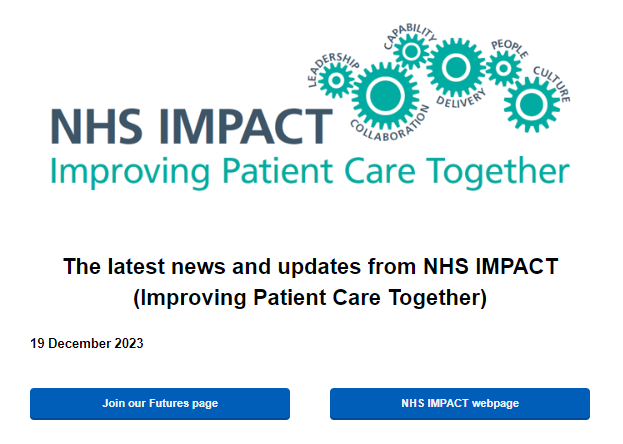 LEADERSHIP
CAPABILITY
COLLABORATION
DELIVERY
PEOPLE
CULTURE
NHS IMPACT
Improving Patient Care Together
The latest news and updates from NHS IMPACT
(Improving Patient Care Together)
19 December 2023
Join our Futures page
NHS IMPACT webpage